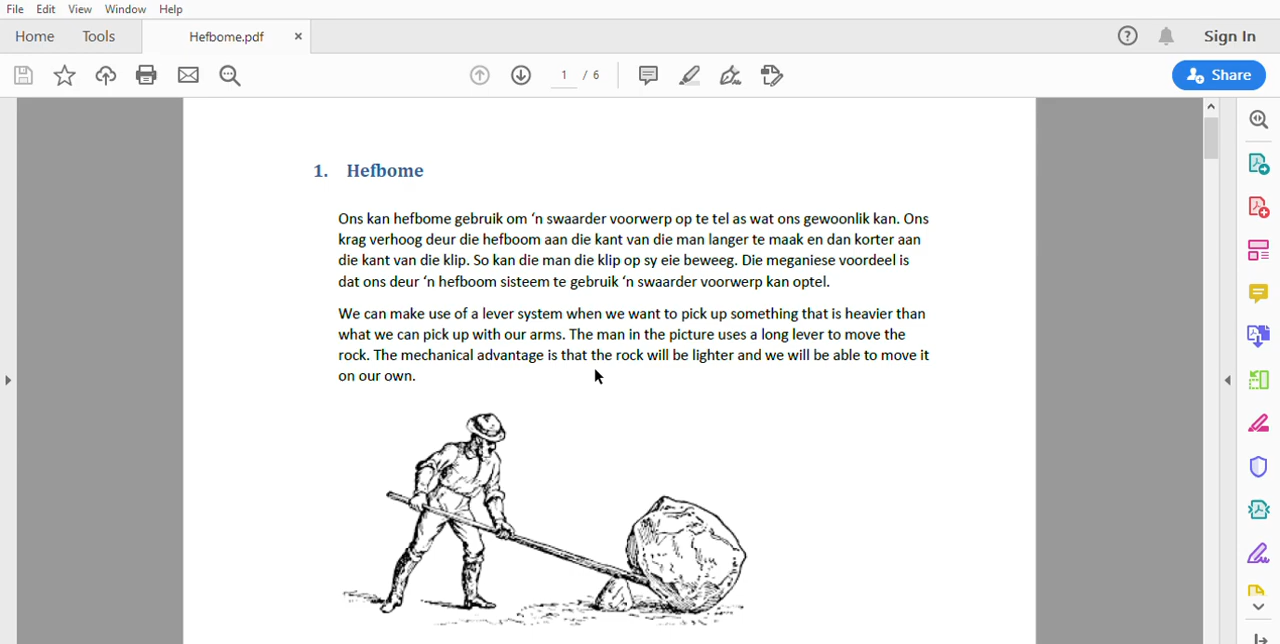 File Edit View Window Help
Home Tools Hefbome.pdf × ? Sign In
1 / 6 Share
1. Hefbome
Ons kan hefbome gebruik om ‘n swaarder voorwerp op te tel as wat ons gewoonlik kan. Ons
krag verhoog deur die hefboom aan die kant van die man langer te maak en dan korter aan
die kant van die klip. So kan die man die klip op sy eie beweeg. Die meganiese voordeel is
dat ons deur ‘n hefboom sisteem te gebruik ‘n swaarder voorwerp kan optel.
We can make use of a lever system when we want to pick up something that is heavier than
what we can pick up with our arms. The man in the picture uses a long lever to move the
rock. The mechanical advantage is that the rock will be lighter and we will be able to move it
on our own.